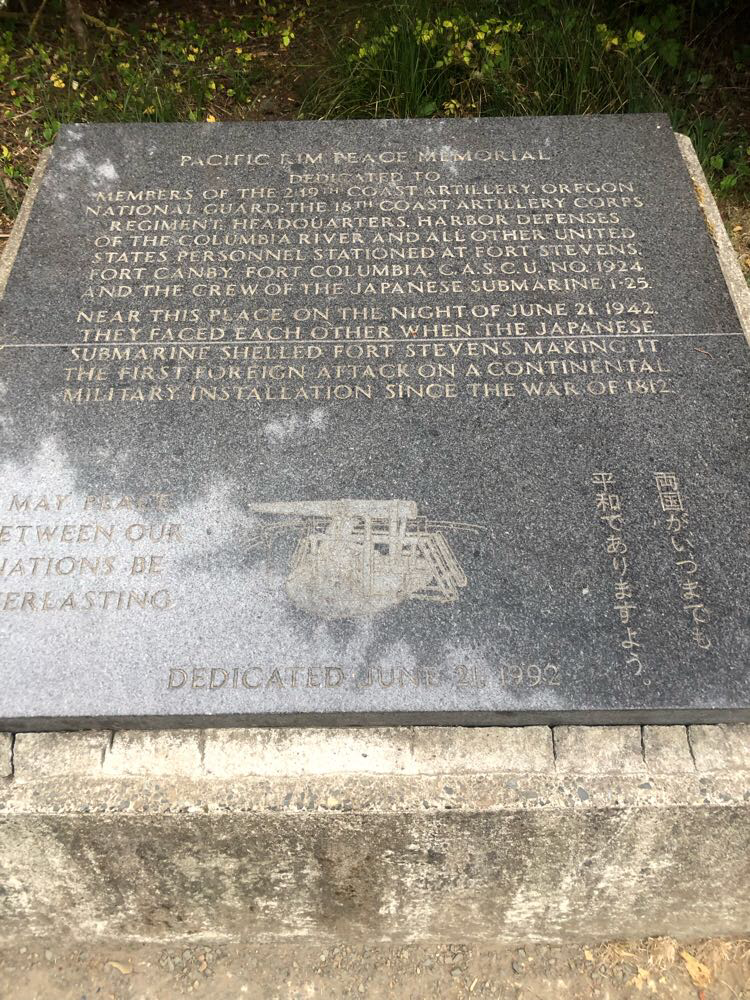 PACIFIC RIM PEACE MEMORIAL
DEDICATED TO
MEMBERS OF THE 249TH COAST ARTILLERY, OREGON
NATIONAL GUARD; THE 18TH COAST ARTILLERY CORPS
REGIMENT, HEADQUARTERS, HARBOR DEFENSES
OF THE COLUMBIA RIVER AND ALL OTHER UNITED
STATES PERSONNEL STATIONED AT FORT STEVENS,
FORT CANBY, FORT COLUMBIA, C.A.S.C.U. NO. 1924,
AND THE CREW OF THE JAPANESE SUBMARINE I-25.
NEAR THIS PLACE ON THE NIGHT OF JUNE 21, 1942,
THEY FACED EACH OTHER WHEN THE JAPANESE
SUBMARINE SHELLED FORT STEVENS, MAKING IT
THE FIRST FOREIGN ATTACK ON A CONTINENTAL
MILITARY INSTALLATION SINCE THE WAR OF 1812.
MAY PEACE
BETWEEN OUR
NATIONS BE
EVERLASTING
両国がいつまでも
平和でありますよう。
DEDICATED JUNE 21, 1992